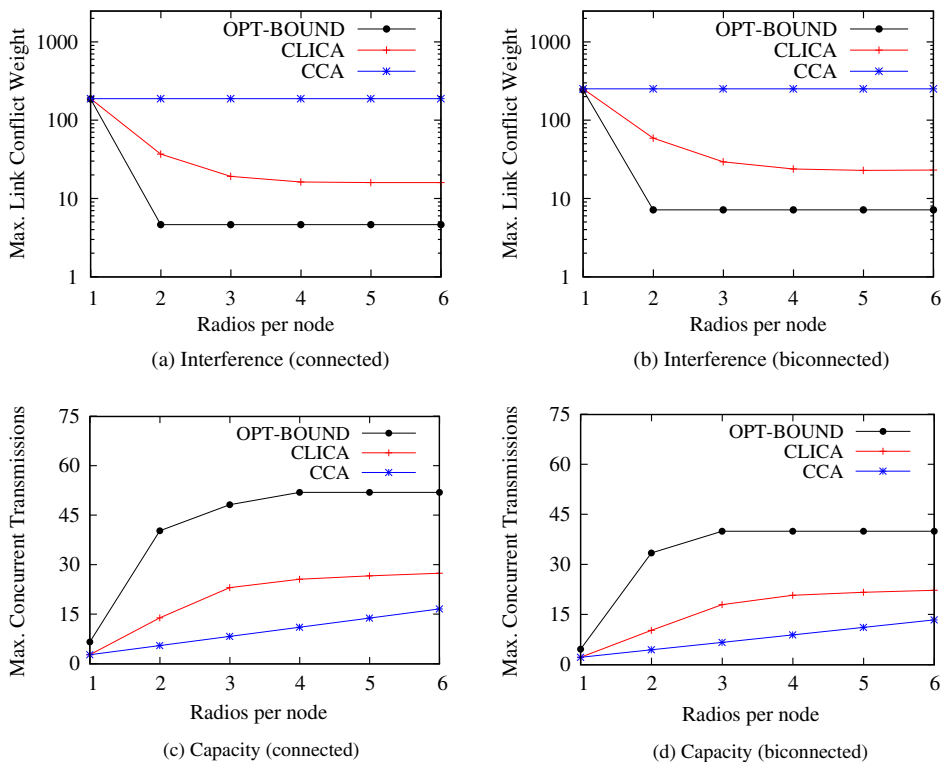 Max. Link Conflict Weight
1000
100
10
1
OPT-BOUND
CLICA
CCA
1 2 3 4 5 6
Radios per node
(a) Interference (connected)
Max. Link Conflict Weight
1000
100
10
1
OPT-BOUND
CLICA
CCA
1 2 3 4 5 6
Radios per node
(b) Interference (biconnected)
Max. Concurrent Transmissions
75
60
45
30
15
0
OPT-BOUND
CLICA
CCA
1 2 3 4 5 6
Radios per node
(c) Capacity (connected)
Max. Concurrent Transmissions
75
60
45
30
15
0
OPT-BOUND
CLICA
CCA
1 2 3 4 5 6
Radios per node
(d) Capacity (biconnected)